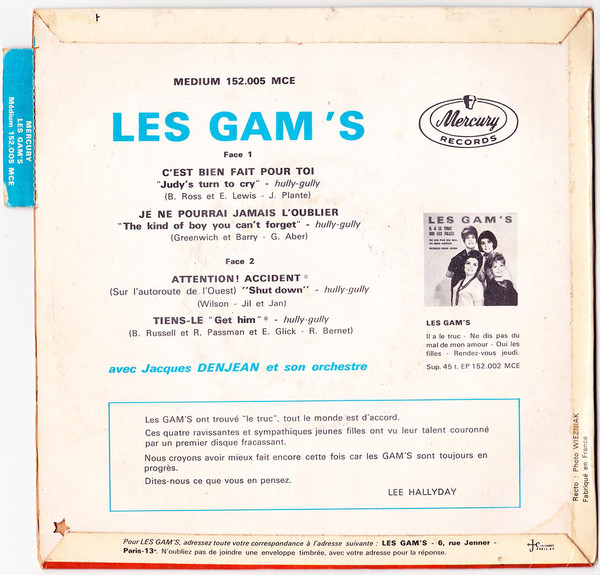 MEDIUM 152.005 MCE
MERCURY
LES GAM'S
Médium 152.005 MCE
LES GAM'S
Mercury
RECORDS
Face 1
C'EST BIEN FAIT POUR TOI
"Judy's turn to cry" - hully-gully
(B. Ross et E. Lewis - J. Plante)
JE NE POURRAI JAMAIS L'OUBLIER
"The kind of boy you can't forget" - hully-gully
(Greenwich et Barry - G. Aber)
Face 2
ATTENTION! ACCIDENT*
(Sur l'autoroute de l'Ouest) "Shut down" - hully-gully
(Wilson - Jil et Jan)
TIENS-LE "Get him"* - hully-gully
(B. Russell et R. Passman et E. Glick - R. Bernet)
avec Jacques DENJEAN et son orchestre
LES GAM'S
IL A LE TRUC
OUI LES FILLES
LES GAM'S
Il a le truc - Ne dis pas du
mal de mon amour - Oui les
filles - Rendez-vous jeudi.
Sup. 45 t. EP 152.002 MCE
Les GAM'S ont trouvé "le truc", tout le monde est d'accord.
Ces quatre ravissantes et sympathiques jeunes filles ont vu leur talent couronné
par un premier disque fracassant.
Nous croyons avoir mieux fait encore cette fois car les GAM'S sont toujours en
progrès.
Dites-nous ce que vous en pensez.
LEE HALLYDAY
Recto : Photo WIEZNIAK
Fabriqué en France
Pour LES GAM'S, adressez toute votre correspondance à l'adresse suivante : LES GAM'S - 6, rue Jenner -
Paris-13e. N'oubliez pas de joindre une enveloppe timbrée, avec votre adresse pour la réponse.